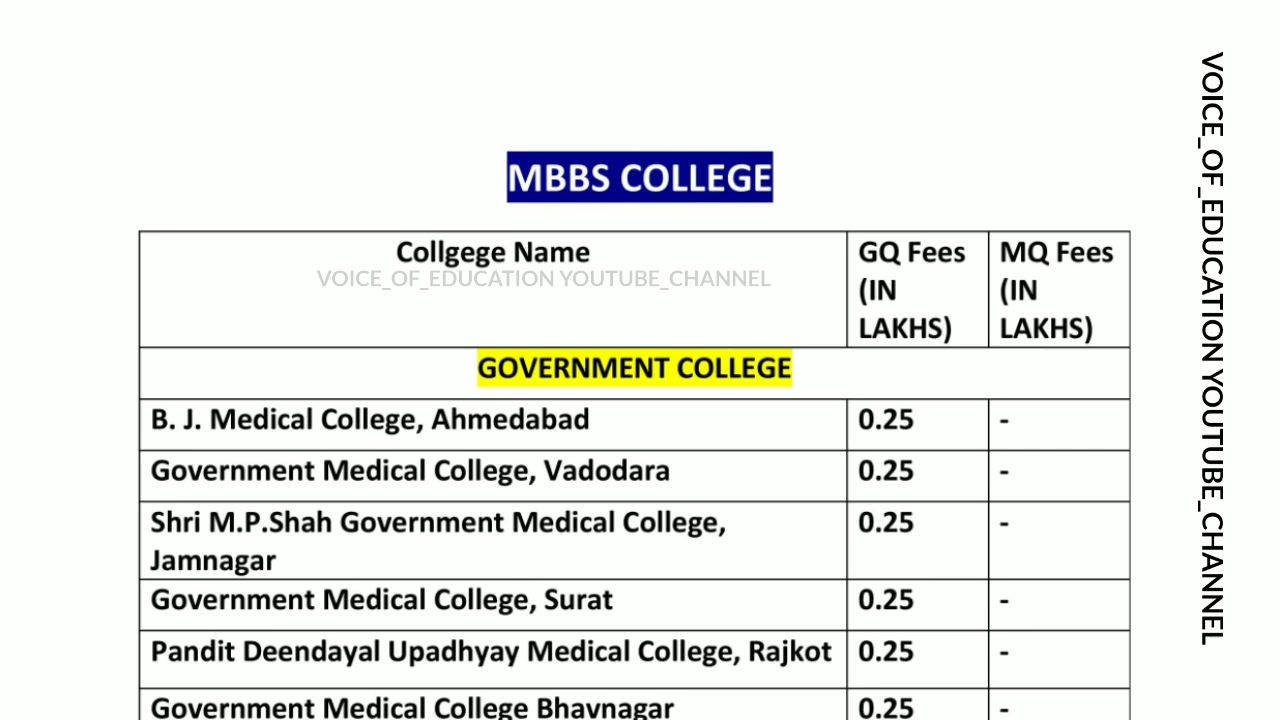 MBBS COLLEGE
Collgege Name
GQ Fees
(IN
LAKHS)
MQ Fees
(IN
LAKHS)
VOICE_OF_EDUCATION YOUTUBE_CHANNEL
GOVERNMENT COLLEGE
B. J. Medical College, Ahmedabad 0.25 -
Government Medical College, Vadodara 0.25 -
Shri M.P.Shah Government Medical College, 0.25 -
Jamnagar
Government Medical College, Surat 0.25 -
Pandit Deendayal Upadhyay Medical College, Rajkot 0.25 -
Government Medical College Bhavnagar 0.25 -
VOICE_OF_EDUCATION YOUTUBE_CHANNEL